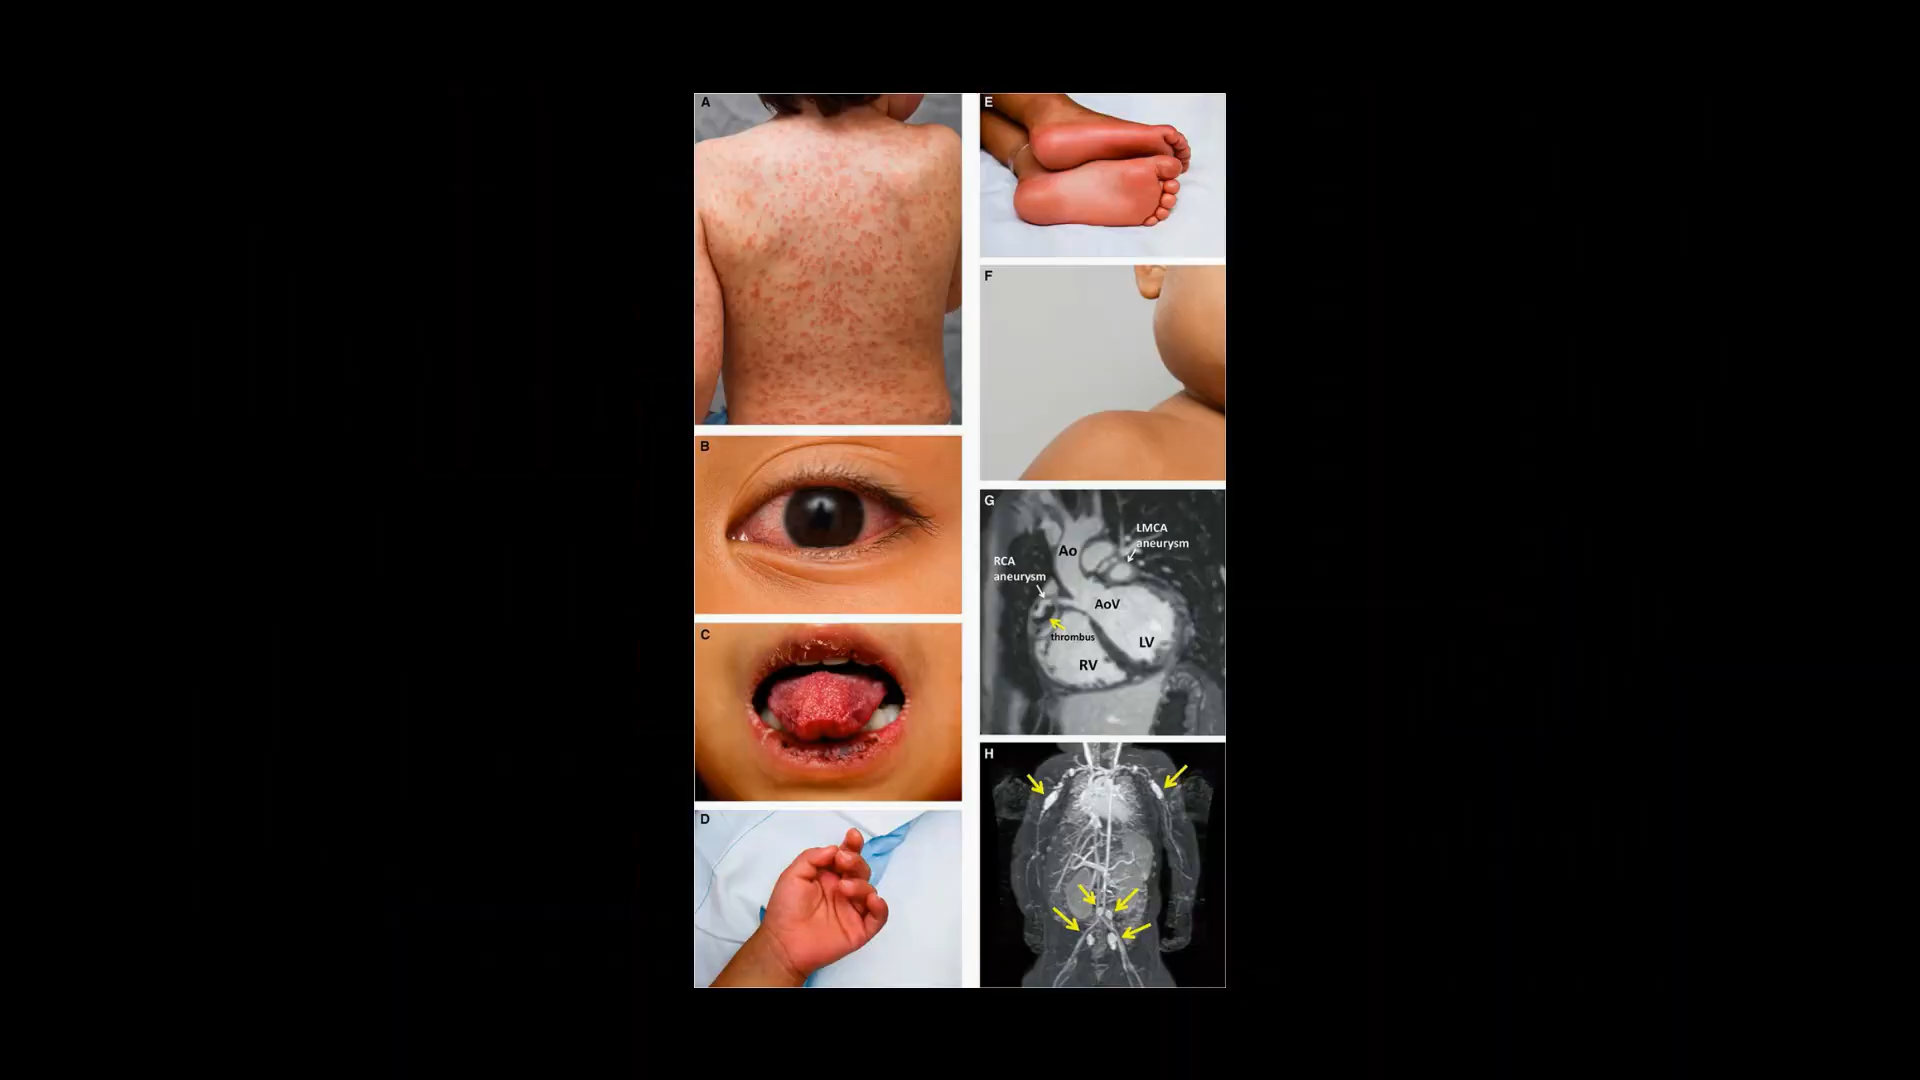 A
B
C
D
E
F
G
LMCA
aneurysm
Ao
RCA
aneurysm
AoV
thrombus
LV
RV
H